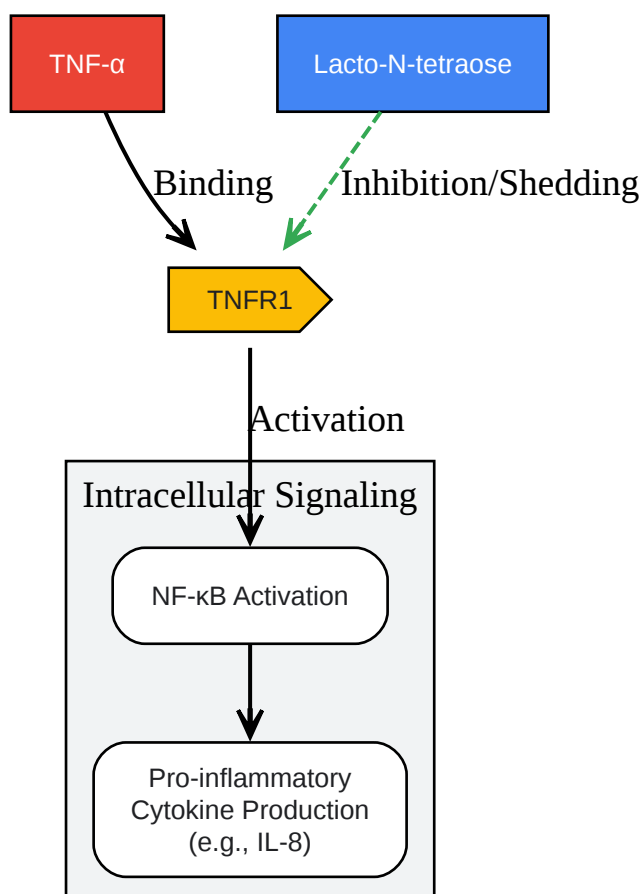 TNF-α
Lacto-N-tetraose
Binding
Inhibition/Shedding
TNFR1
Activation
Intracellular Signaling
NF-κB Activation
Pro-inflammatory
Cytokine Production
(e.g., IL-8)